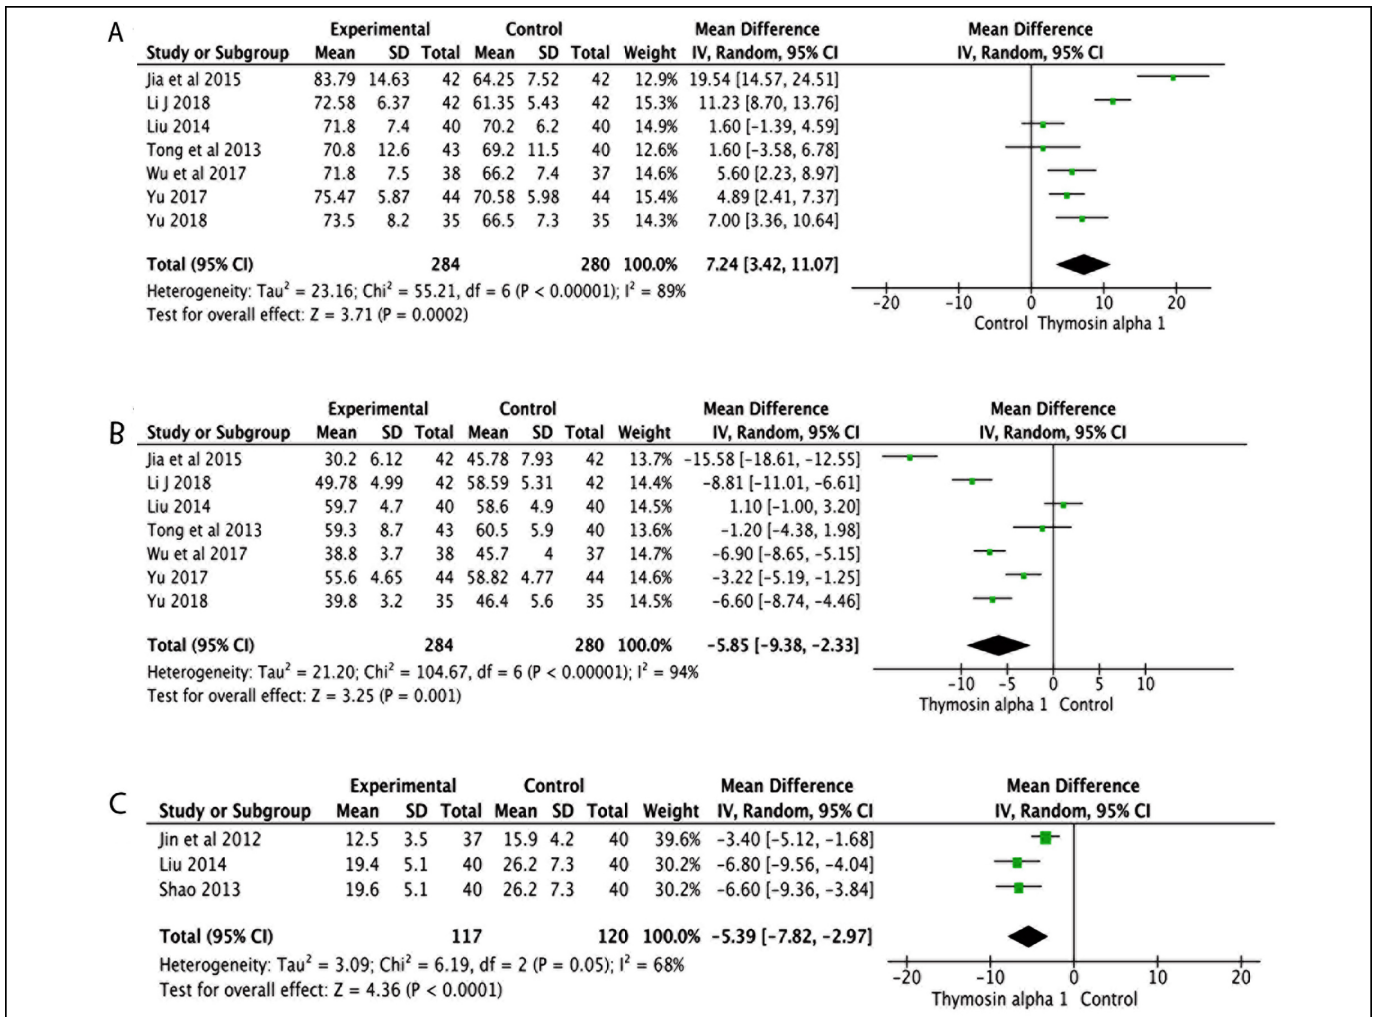 A
Experimental Control Mean Difference Mean Difference
Study or Subgroup Mean SD Total Mean SD Total Weight IV, Random, 95% CI IV, Random, 95% CI
Jia et al 2015 83.79 14.63 42 64.25 7.52 42 12.9% 19.54 [14.57, 24.51]
Li J 2018 72.58 6.37 42 61.35 5.43 42 15.3% 11.23 [8.70, 13.76]
Liu 2014 71.8 7.4 40 70.2 6.2 40 14.9% 1.60 [−1.39, 4.59]
Tong et al 2013 70.8 12.6 43 69.2 11.5 40 12.6% 1.60 [−3.58, 6.78]
Wu et al 2017 71.8 7.5 38 66.2 7.4 37 14.6% 5.60 [2.23, 8.97]
Yu 2017 75.47 5.87 44 70.58 5.98 44 15.4% 4.89 [2.41, 7.37]
Yu 2018 73.5 8.2 35 66.5 7.3 35 14.3% 7.00 [3.36, 10.64]
Total (95% CI) 284 280 100.0% 7.24 [3.42, 11.07]
Heterogeneity: Tau² = 23.16; Chi² = 55.21, df = 6 (P < 0.00001); I² = 89%
Test for overall effect: Z = 3.71 (P = 0.0002)
−20 −10 0 10 20
Control Thymosin alpha 1
B
Experimental Control Mean Difference Mean Difference
Study or Subgroup Mean SD Total Mean SD Total Weight IV, Random, 95% CI IV, Random, 95% CI
Jia et al 2015 30.2 6.12 42 45.78 7.93 42 13.7% −15.58 [−18.61, −12.55]
Li J 2018 49.78 4.99 42 58.59 5.31 42 14.4% −8.81 [−11.01, −6.61]
Liu 2014 59.7 4.7 40 58.6 4.9 40 14.5% 1.10 [−1.00, 3.20]
Tong et al 2013 59.3 8.7 43 60.5 5.9 40 13.6% −1.20 [−4.38, 1.98]
Wu et al 2017 38.8 3.7 38 45.7 4 37 14.7% −6.90 [−8.65, −5.15]
Yu 2017 55.6 4.65 44 58.82 4.77 44 14.6% −3.22 [−5.19, −1.25]
Yu 2018 39.8 3.2 35 46.4 5.6 35 14.5% −6.60 [−8.74, −4.46]
Total (95% CI) 284 280 100.0% −5.85 [−9.38, −2.33]
Heterogeneity: Tau² = 21.20; Chi² = 104.67, df = 6 (P < 0.00001); I² = 94%
Test for overall effect: Z = 3.25 (P = 0.001)
−10 −5 0 5 10
Thymosin alpha 1 Control
C
Experimental Control Mean Difference Mean Difference
Study or Subgroup Mean SD Total Mean SD Total Weight IV, Random, 95% CI IV, Random, 95% CI
Jin et al 2012 12.5 3.5 37 15.9 4.2 40 39.6% −3.40 [−5.12, −1.68]
Liu 2014 19.4 5.1 40 26.2 7.3 40 30.2% −6.80 [−9.56, −4.04]
Shao 2013 19.6 5.1 40 26.2 7.3 40 30.2% −6.60 [−9.36, −3.84]
Total (95% CI) 117 120 100.0% −5.39 [−7.82, −2.97]
Heterogeneity: Tau² = 3.09; Chi² = 6.19, df = 2 (P = 0.05); I² = 68%
Test for overall effect: Z = 4.36 (P < 0.0001)
−20 −10 0 10 20
Thymosin alpha 1 Control